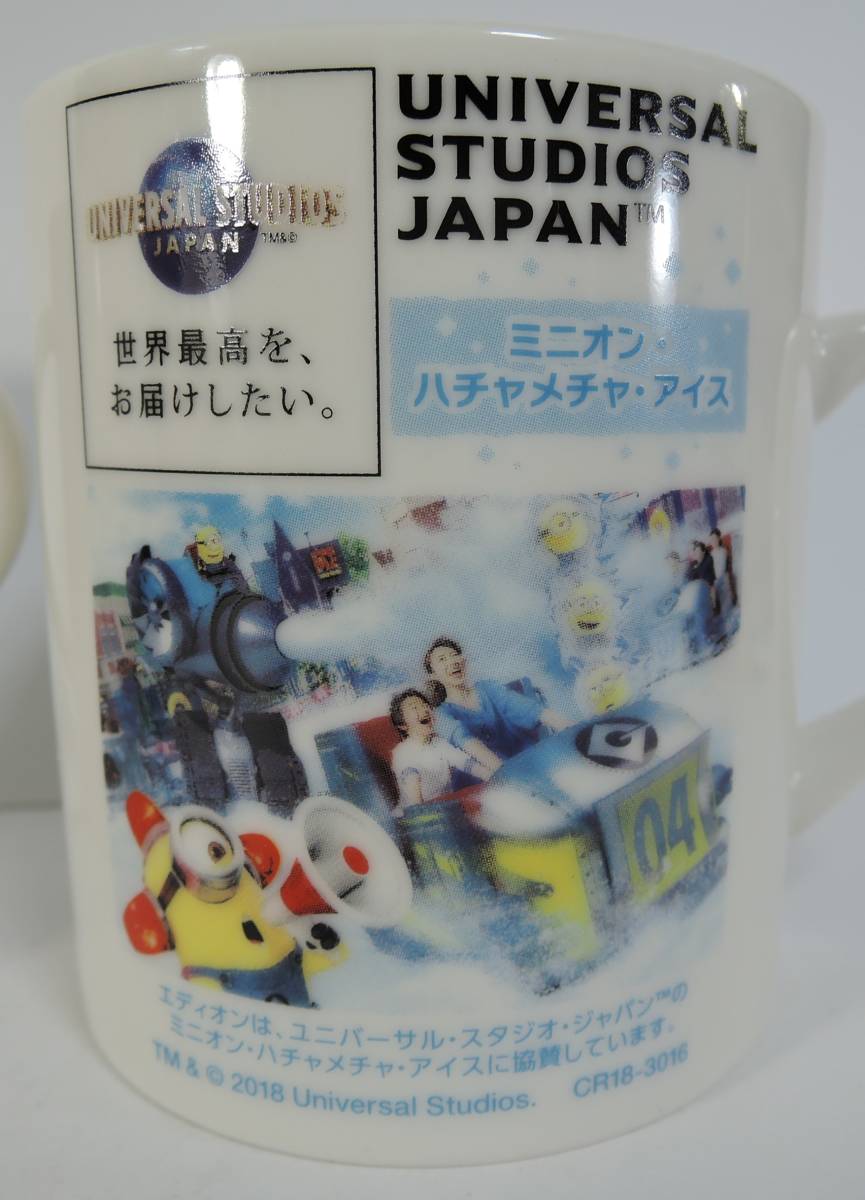 UNIVERSAL STUDIOS
JAPAN TM&©
世界最高を、
お届けしたい。
UNIVERSAL
STUDIOS
JAPAN™
ミニオン・
ハチャメチャ・アイス
04
エディオンは、ユニバーサル・スタジオ・ジャパン™の
ミニオン・ハチャメチャ・アイスに協賛しています。
TM & © 2018 Universal Studios. CR18-3016